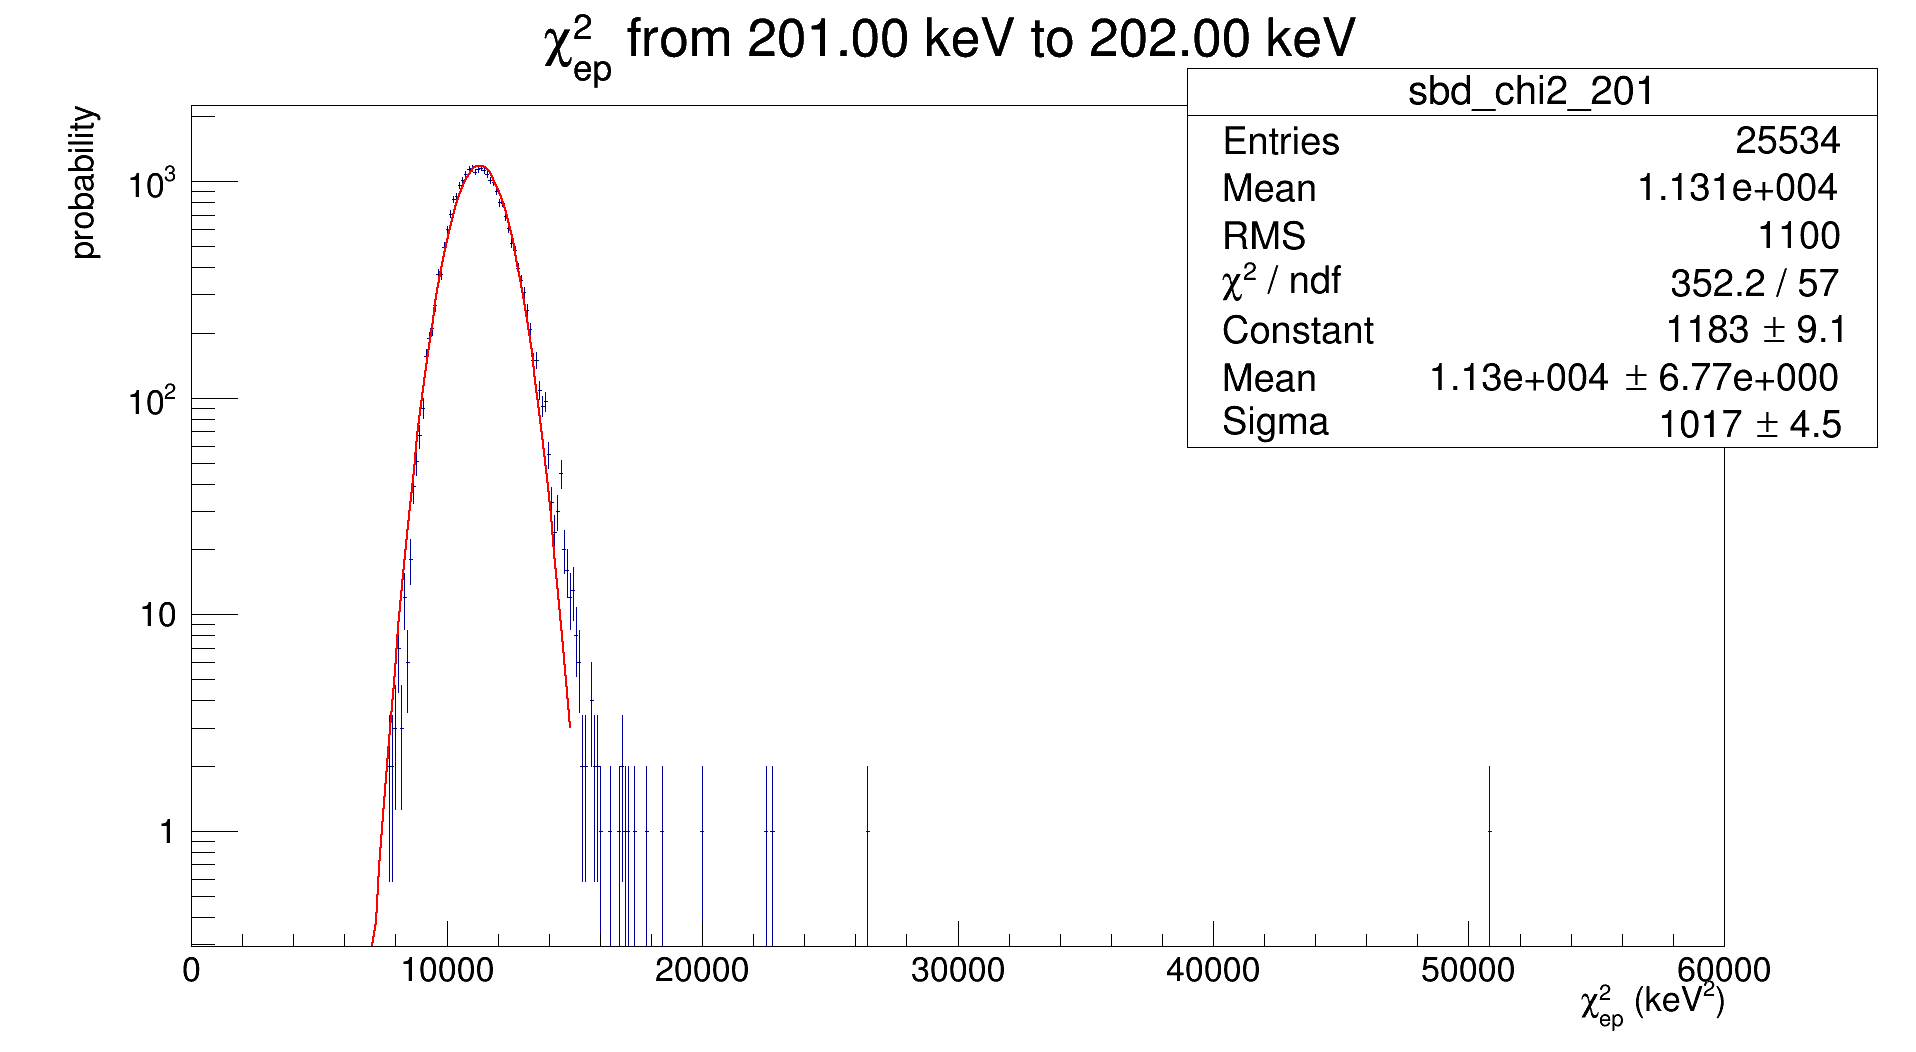 χ²ep from 201.00 keV to 202.00 keV
sbd_chi2_201
Entries 25534
Mean 1.131e+004
RMS 1100
χ² / ndf 352.2 / 57
Constant 1183 ± 9.1
Mean 1.13e+004 ± 6.77e+000
Sigma 1017 ± 4.5
probability
10³
10²
10
1
0 10000 20000 30000 40000 50000 60000
χ²ep (keV²)